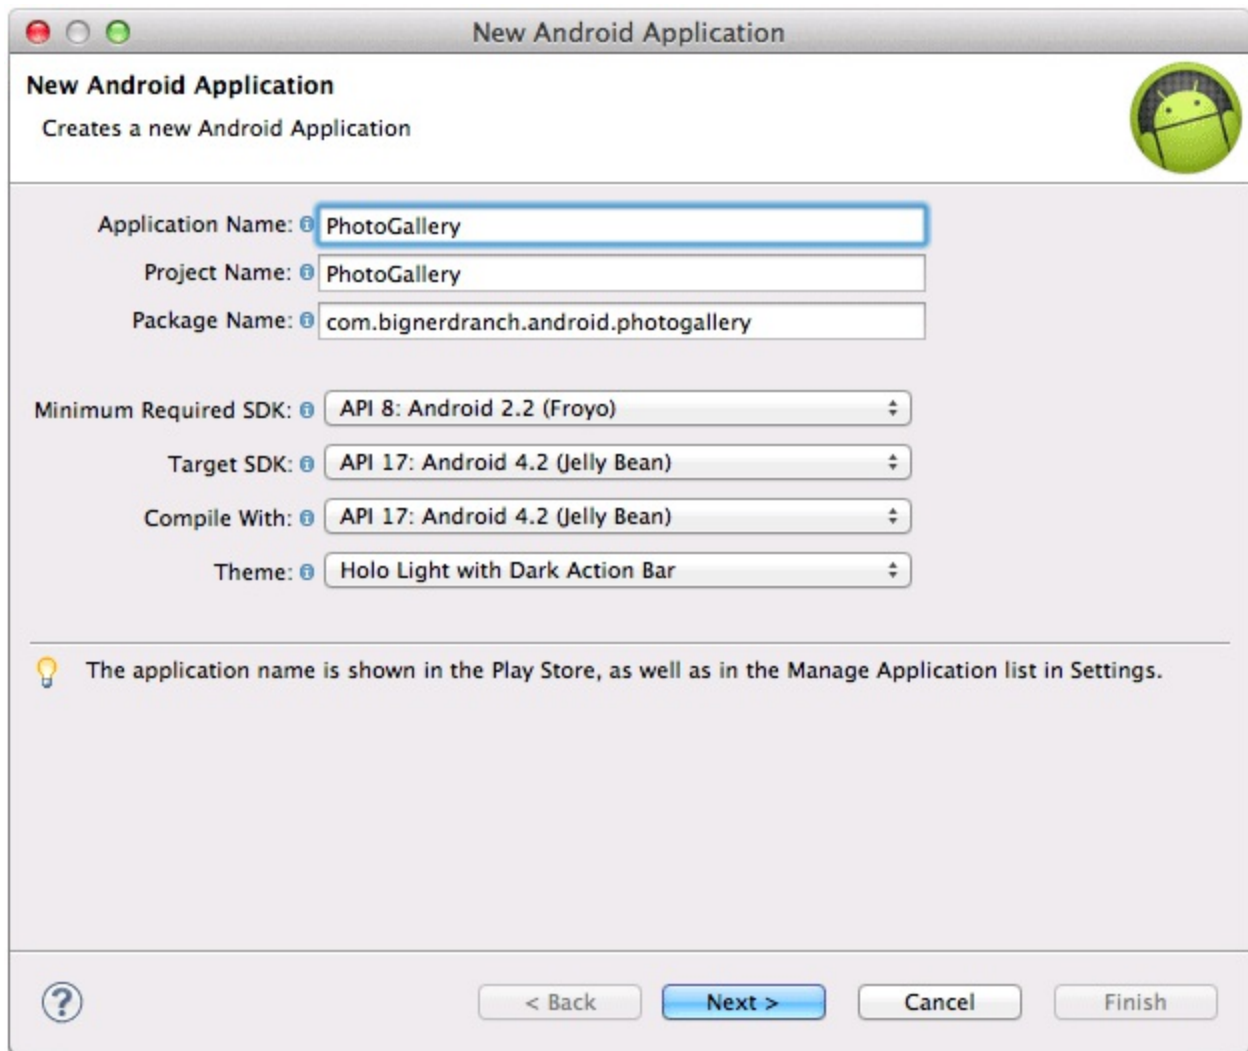 New Android Application
New Android Application
Creates a new Android Application
Application Name: PhotoGallery
Project Name: PhotoGallery
Package Name: com.bignerdranch.android.photogallery
Minimum Required SDK: API 8: Android 2.2 (Froyo)
Target SDK: API 17: Android 4.2 (Jelly Bean)
Compile With: API 17: Android 4.2 (Jelly Bean)
Theme: Holo Light with Dark Action Bar
The application name is shown in the Play Store, as well as in the Manage Application list in Settings.
? < Back Next > Cancel Finish